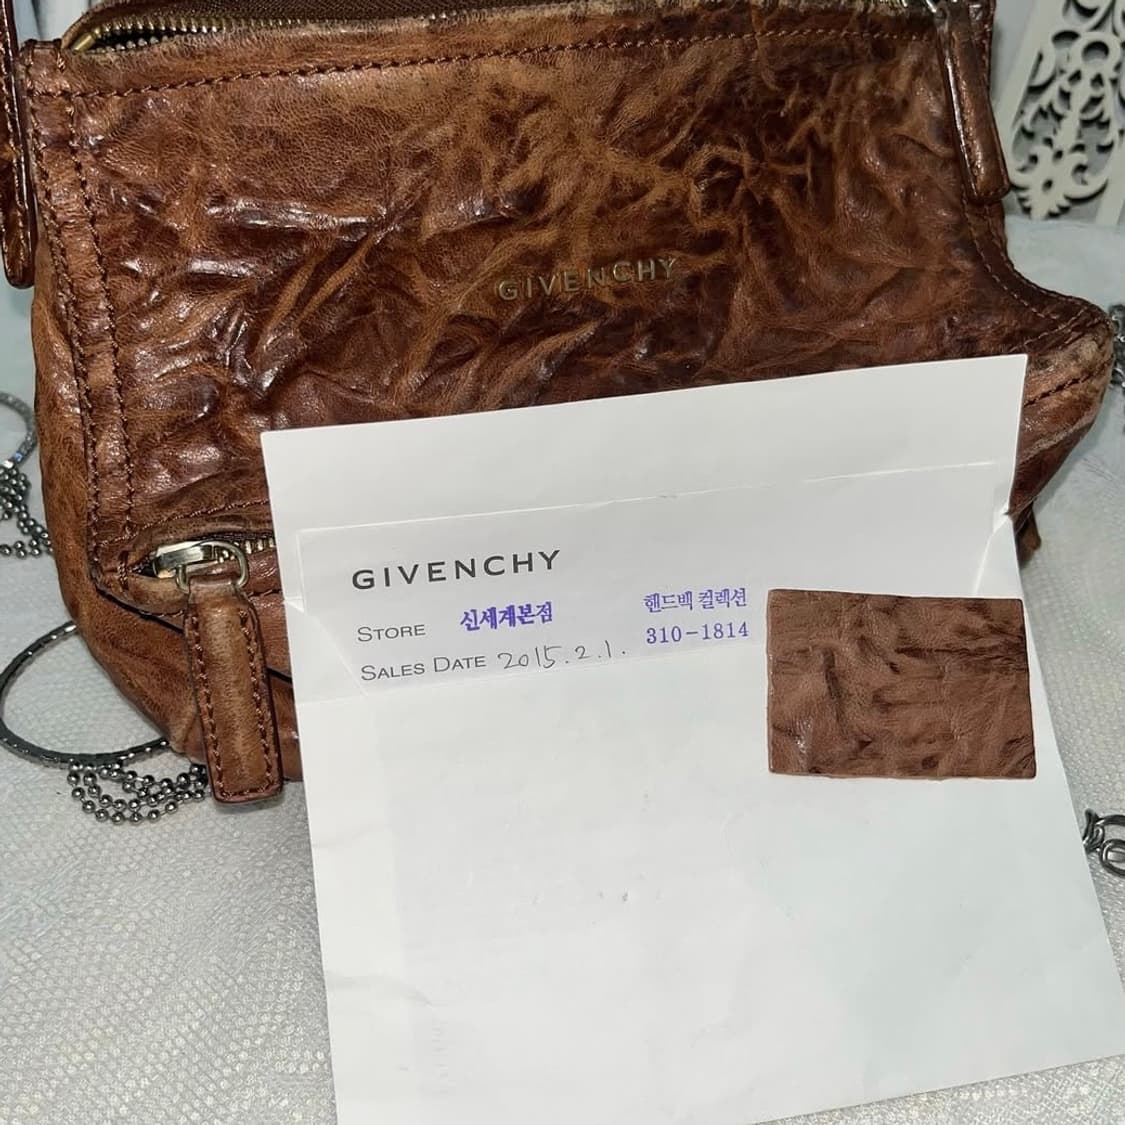 GIVENCHY
GIVENCHY
STORE 신세계본점 핸드백 컬렉션
310-1814
SALES DATE 2015.2.1.